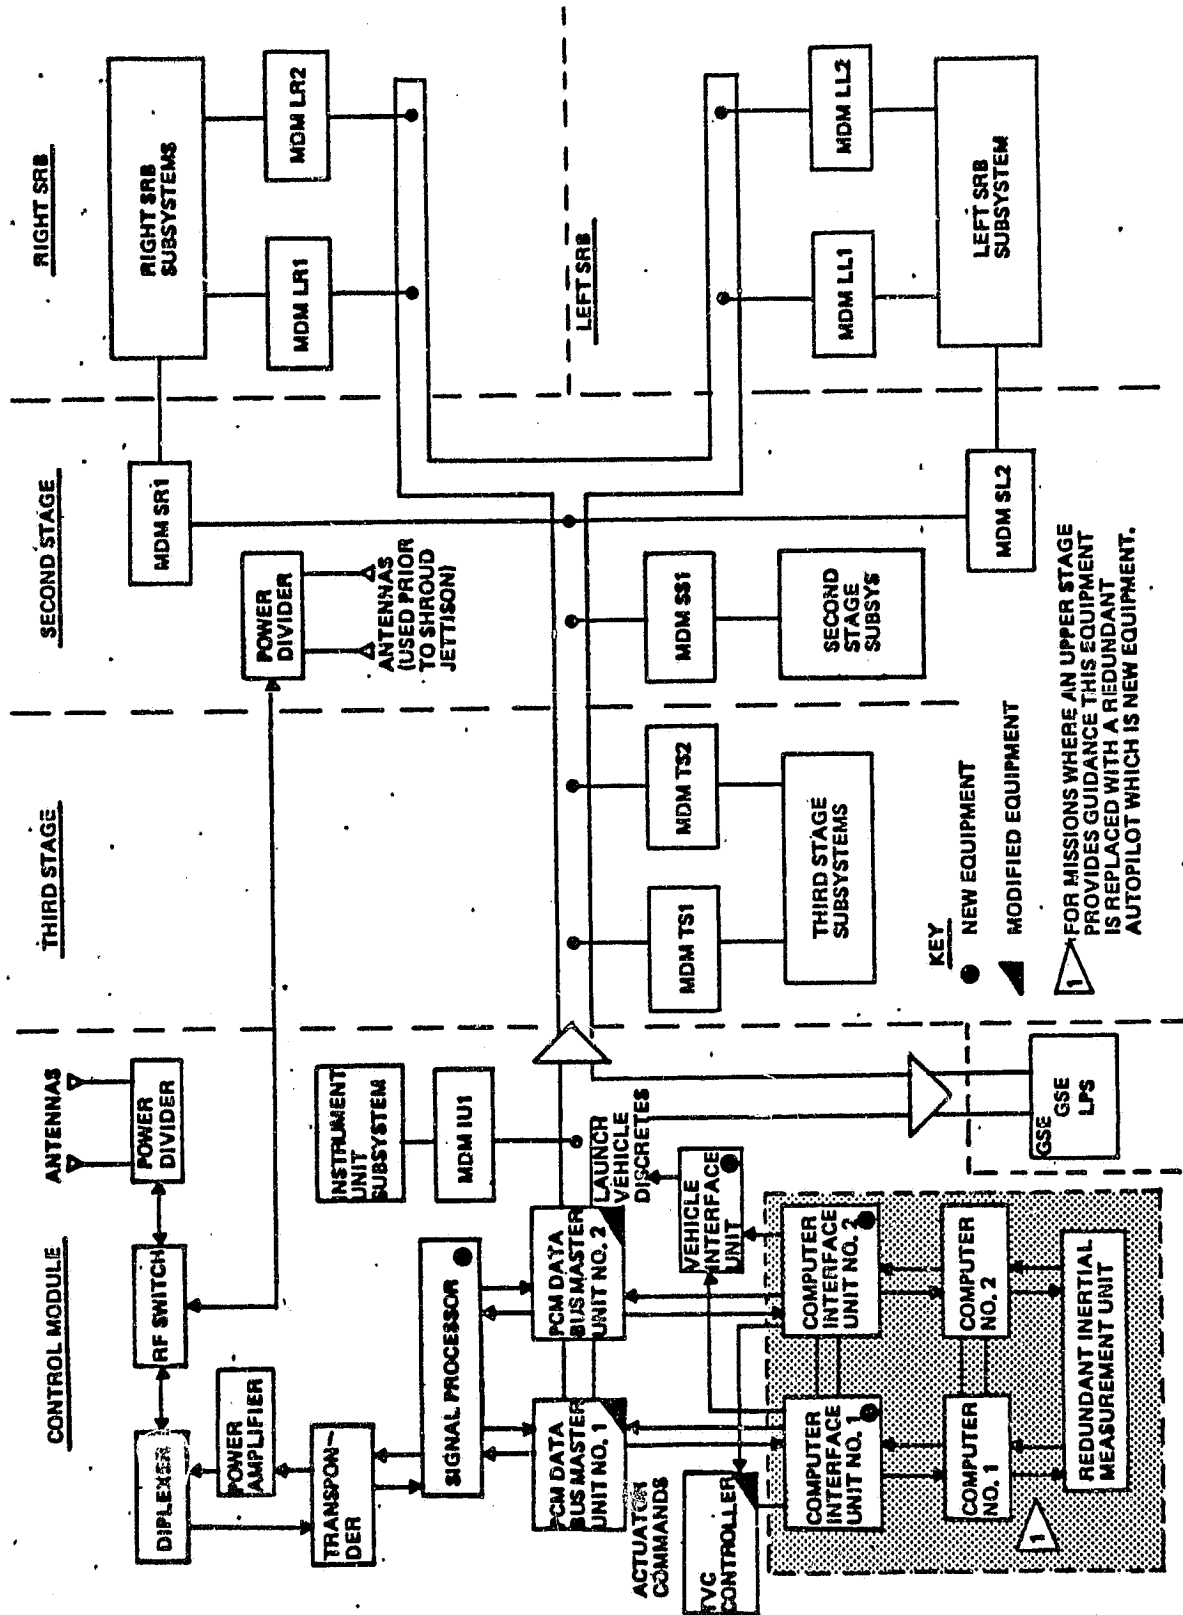 CONTROL MODULE
THIRD STAGE
SECOND STAGE
RIGHT SRB
ANTENNAS
DIPLEXER
RF SWITCH
POWER
DIVIDER
POWER
AMPLIFIER
TRANSPON-
DER
SIGNAL PROCESSOR
INSTRUMENT
UNIT
SUBSYSTEM
MDM IU1
PCM DATA
BUS MASTER
UNIT NO. 1
PCM DATA
BUS MASTER
UNIT NO. 2
LAUNCH
VEHICLE
DISCRETES
ACTUATOR
COMMANDS
TVC
CONTROLLER
VEHICLE
INTERFACE
UNIT
COMPUTER
INTERFACE
UNIT NO. 1
COMPUTER
INTERFACE
UNIT NO. 2
COMPUTER
NO. 1
COMPUTER
NO. 2
REDUNDANT INERTIAL
MEASUREMENT UNIT
1
GSE
GSE
LPS
MDM TS1
MDM TS2
THIRD STAGE
SUBSYSTEMS
POWER
DIVIDER
ANTENNAS
(USED PRIOR
TO SHROUD
JETTISON)
MDM SR1
MDM SS1
SECOND
STAGE
SUBSYS
MDM SL2
RIGHT SRB
SUBSYSTEMS
MDM LR1
MDM LR2
LEFT SRB
MDM LL1
MDM LL2
LEFT SRB
SUBSYSTEM
KEY
NEW EQUIPMENT
MODIFIED EQUIPMENT
1 FOR MISSIONS WHERE AN UPPER STAGE
PROVIDES GUIDANCE THIS EQUIPMENT
IS REPLACED WITH A REDUNDANT
AUTOPILOT WHICH IS NEW EQUIPMENT.